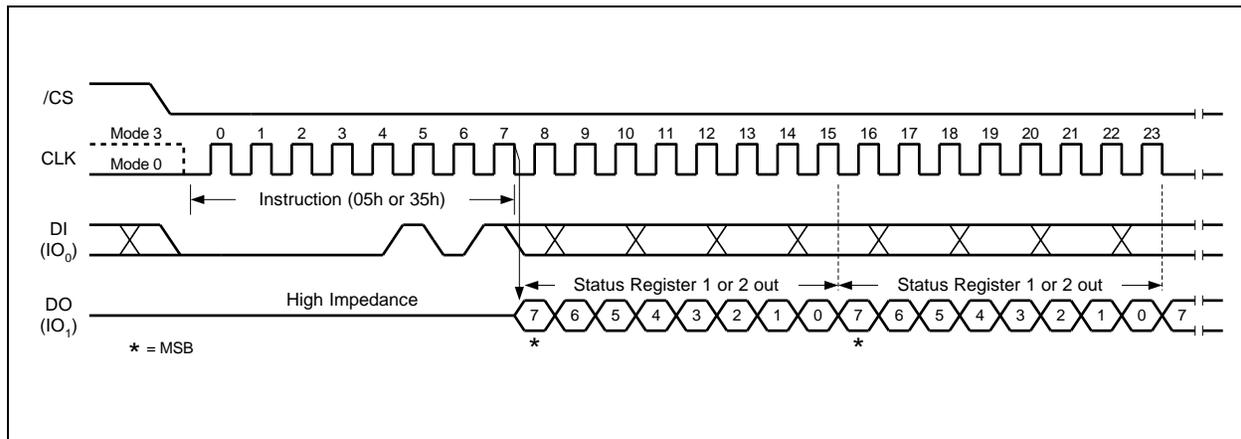 /CS
Mode 3 0 1 2 3 4 5 6 7 8 9 10 11 12 13 14 15 16 17 18 19 20 21 22 23
CLK
Mode 0
Instruction (05h or 35h)
DI
(IO0)
Status Register 1 or 2 out Status Register 1 or 2 out
High Impedance
DO
(IO1)
7 6 5 4 3 2 1 0 7 6 5 4 3 2 1 0 7
* *
* = MSB